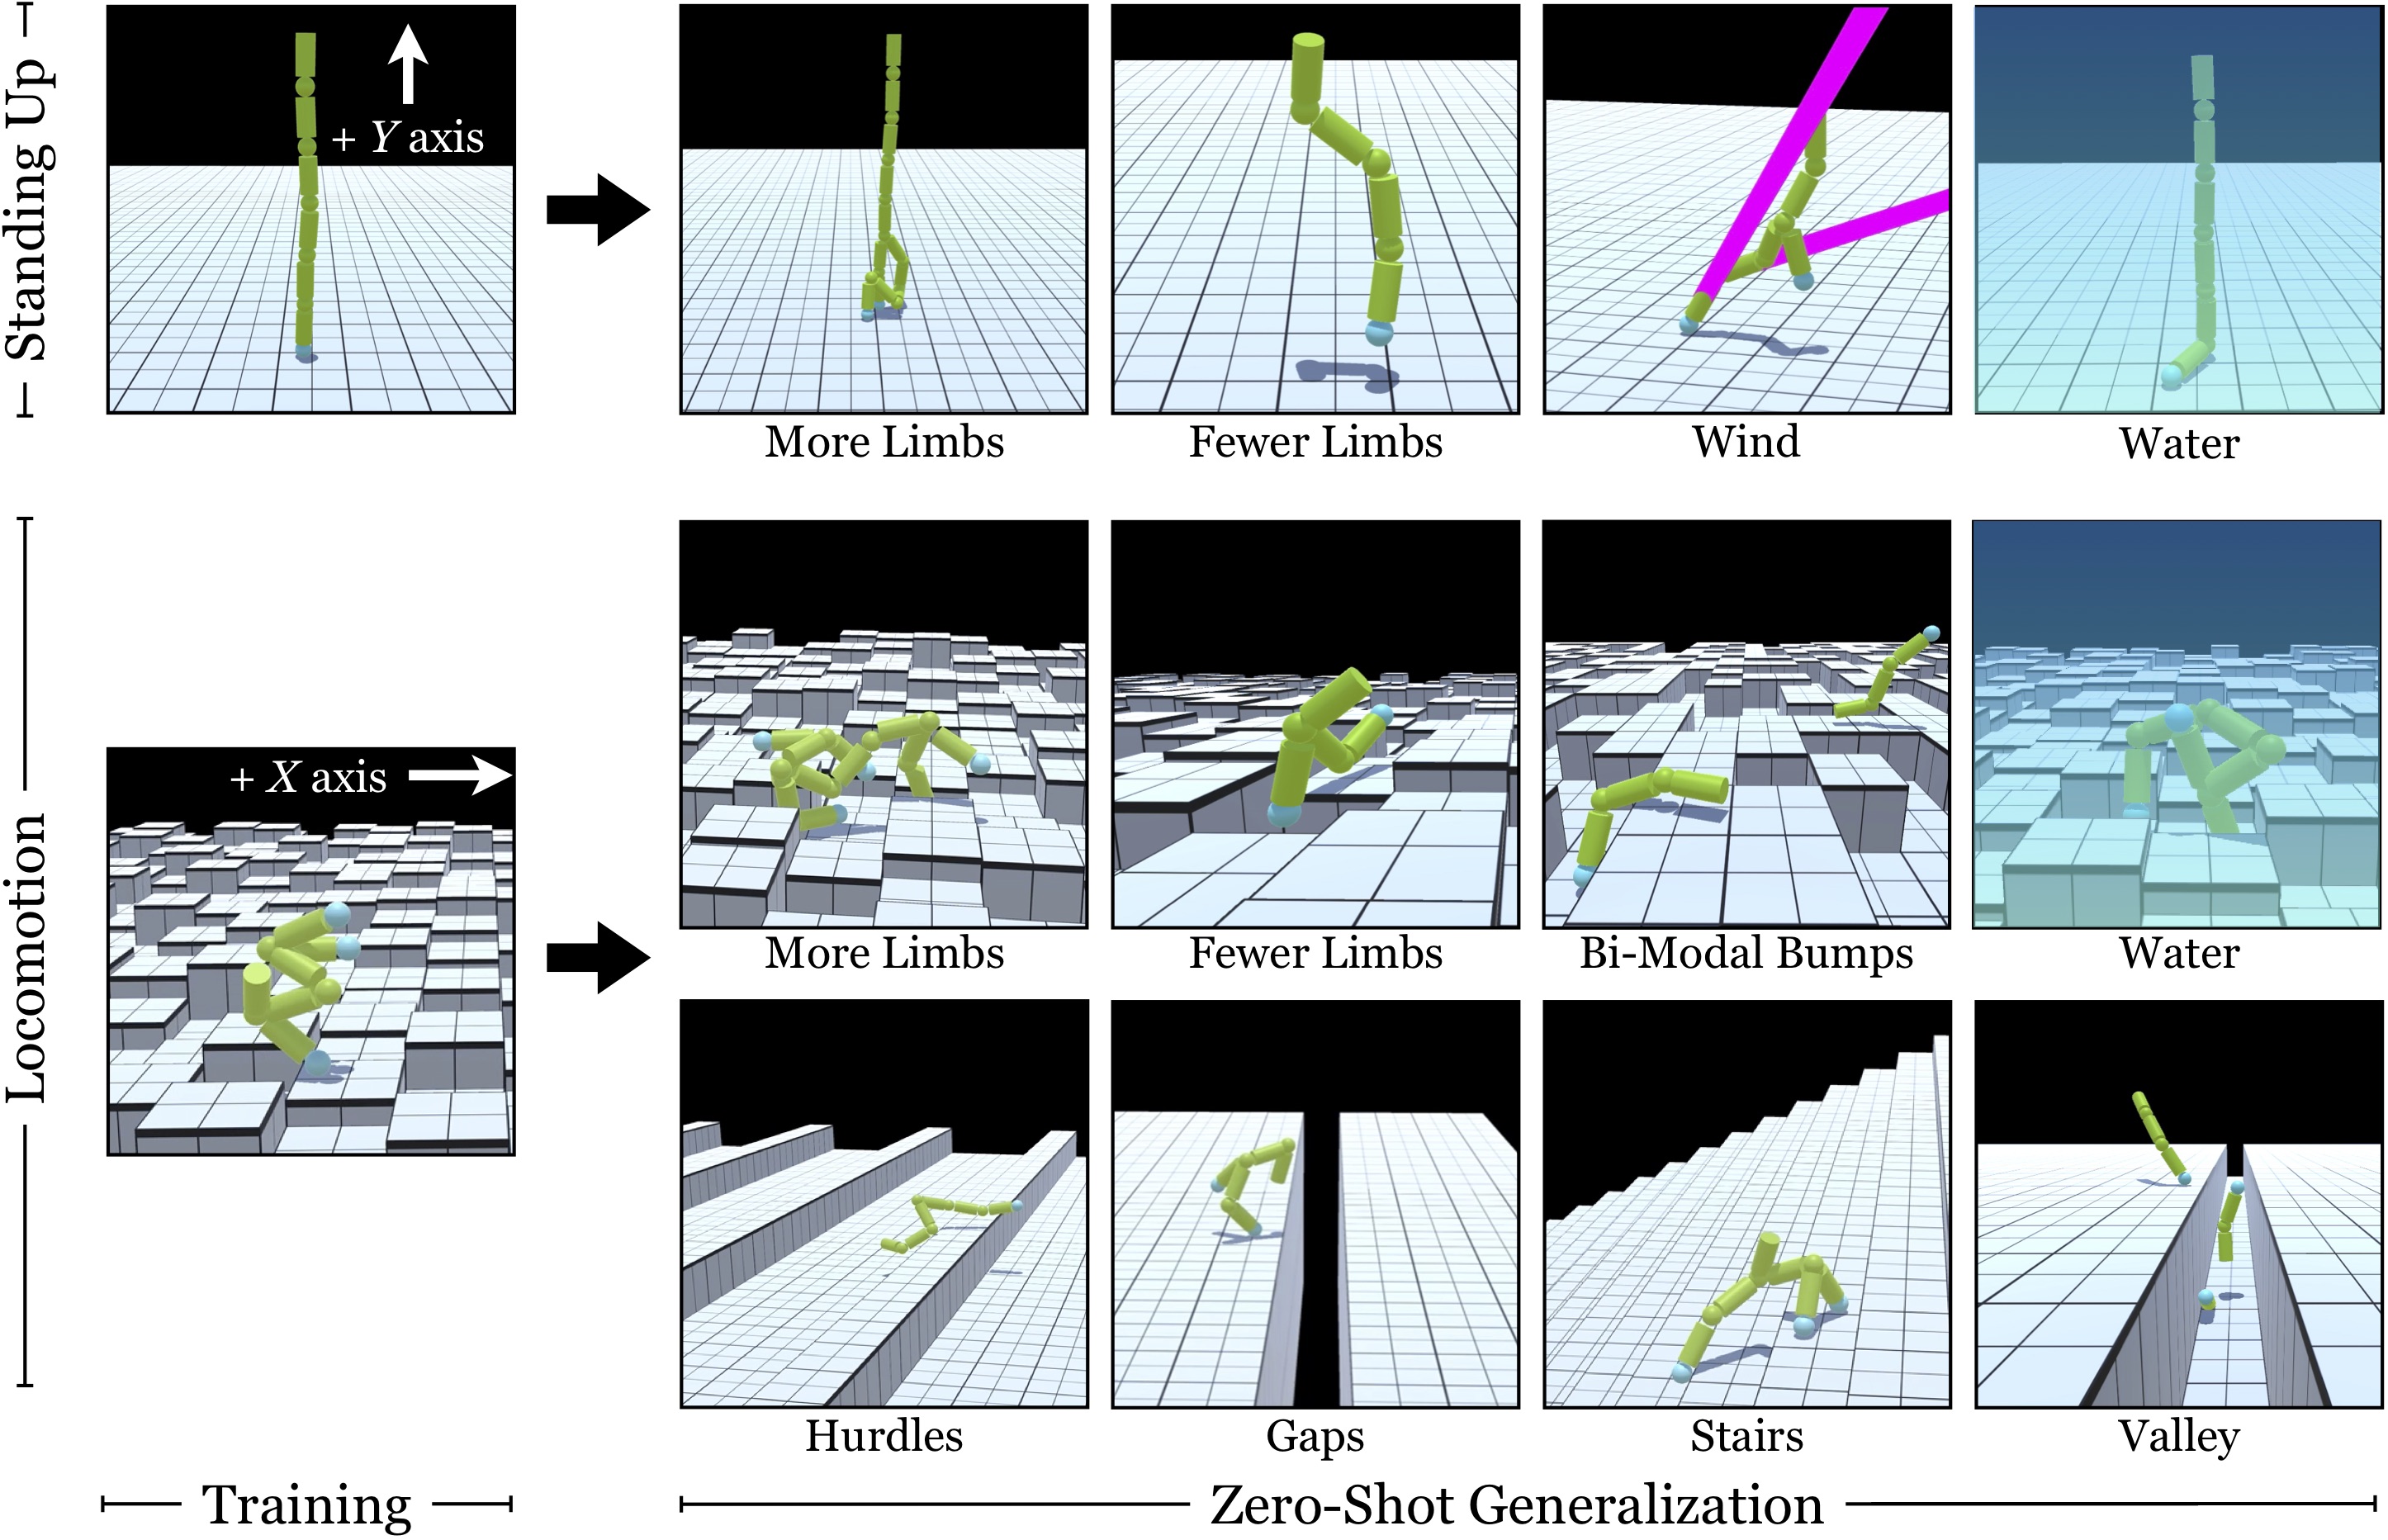 Standing Up
+ Y axis
More Limbs
Fewer Limbs
Wind
Water
Locomotion
+ X axis
More Limbs
Fewer Limbs
Bi-Modal Bumps
Water
Hurdles
Gaps
Stairs
Valley
Training
Zero-Shot Generalization